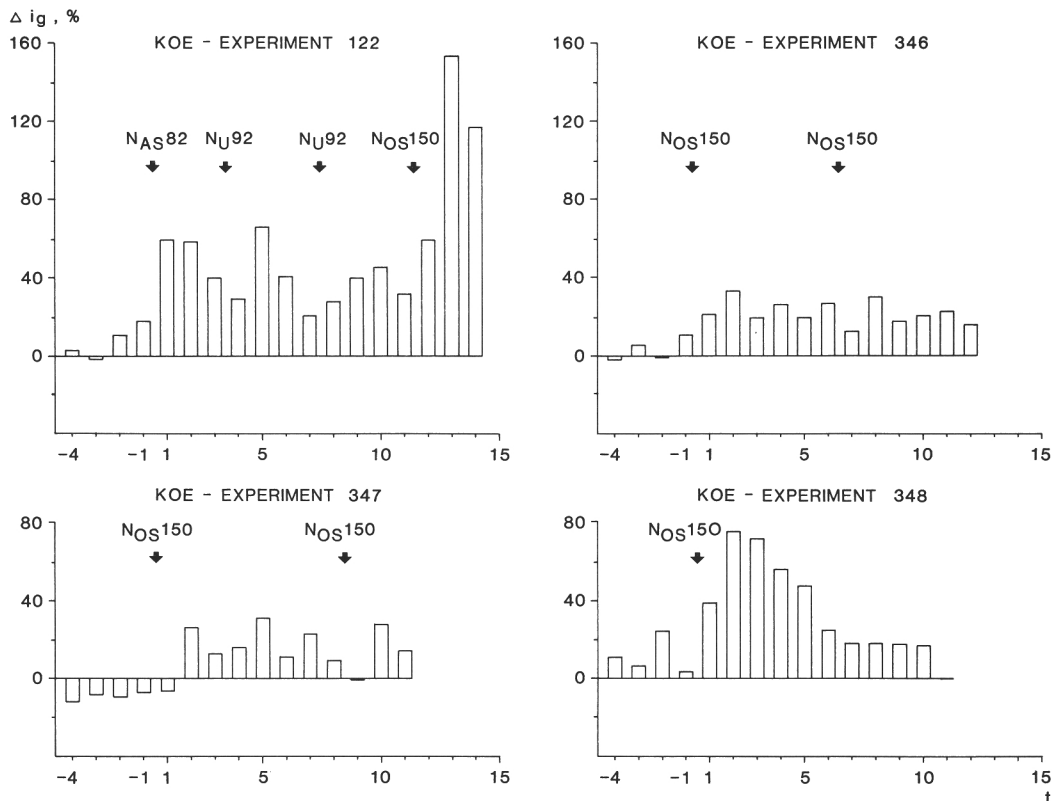 Δ ig , %
KOE - EXPERIMENT 122
160
120
80
40
0
NAS82 NU92 NU92 NOS150
-4 -1 1 5 10 15
KOE - EXPERIMENT 346
160
120
80
40
0
NOS150 NOS150
-4 -1 1 5 10 15
KOE - EXPERIMENT 347
80
40
0
NOS150 NOS150
-4 -1 1 5 10 15
KOE - EXPERIMENT 348
80
40
0
NOS150
-4 -1 1 5 10 15
t